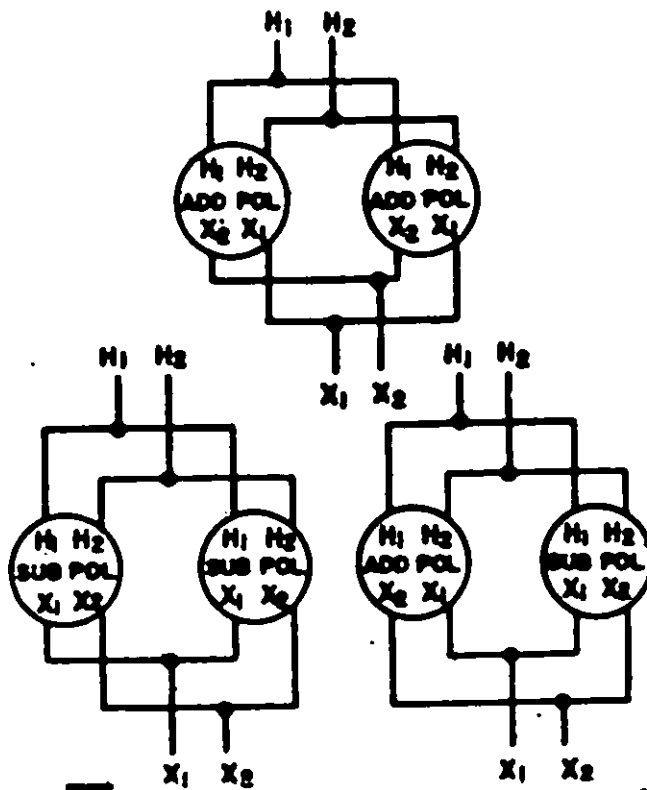 H1 H2
H1 H2 H1 H2
ADD POL ADD POL
X2 X1 X2 X1
X1 X2
H1 H2 H1 H2
H1 H2 H1 H2 H1 H2 H1 H2
SUB POL SUB POL ADD POL SUB POL
X1 X2 X1 X2 X2 X1 X1 X2
X1 X2 X1 X2